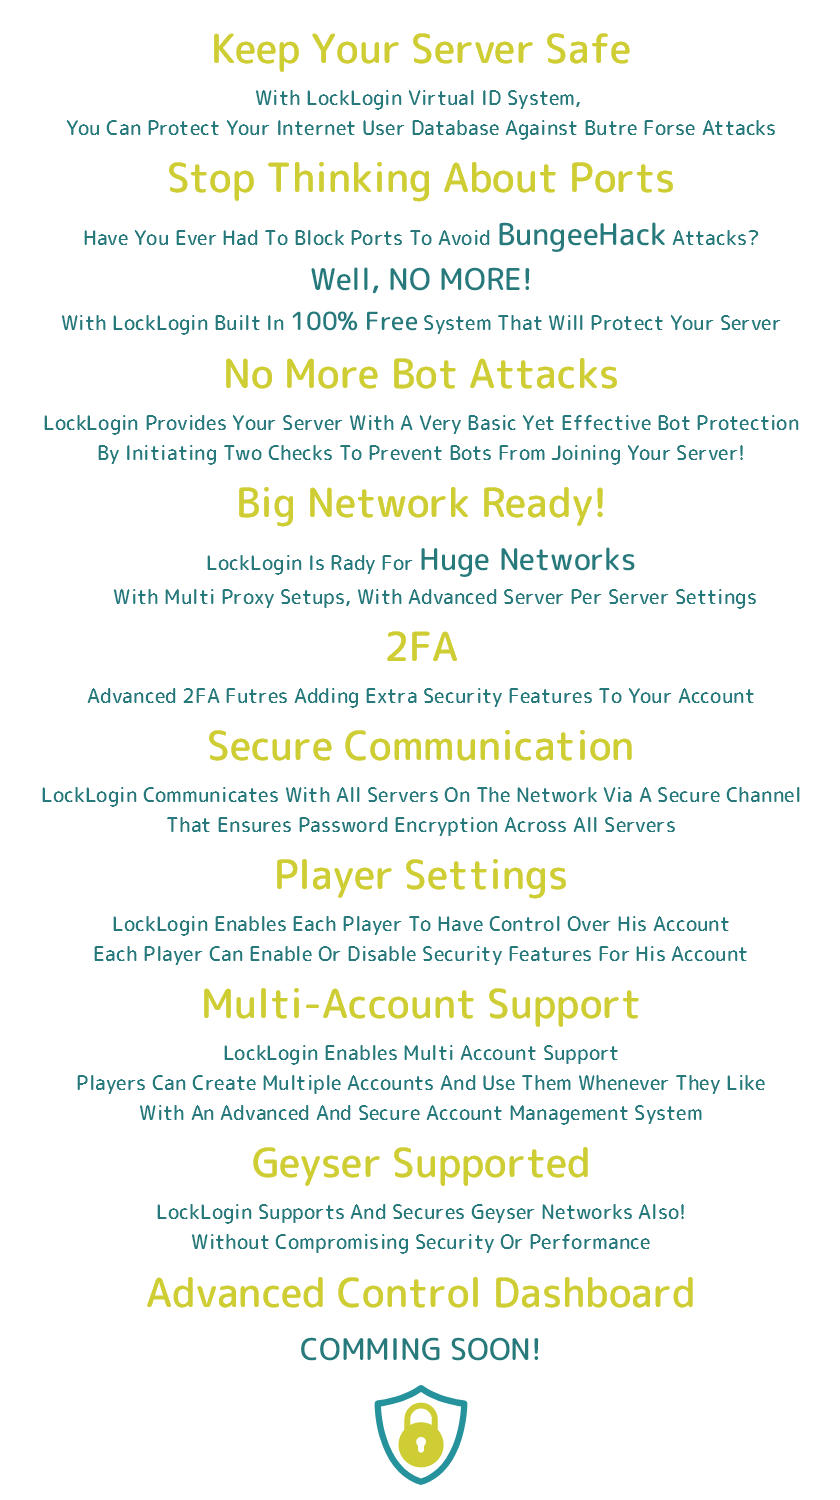 Keep Your Server Safe
With LockLogin Virtual ID System,
You Can Protect Your Internet User Database Against Butre Forse Attacks
Stop Thinking About Ports
Have You Ever Had To Block Ports To Avoid BungeeHack Attacks?
Well, NO MORE!
With LockLogin Built In 100% Free System That Will Protect Your Server
No More Bot Attacks
LockLogin Provides Your Server With A Very Basic Yet Effective Bot Protection
By Initiating Two Checks To Prevent Bots From Joining Your Server!
Big Network Ready!
LockLogin Is Rady For Huge Networks
With Multi Proxy Setups, With Advanced Server Per Server Settings
2FA
Advanced 2FA Futres Adding Extra Security Features To Your Account
Secure Communication
LockLogin Communicates With All Servers On The Network Via A Secure Channel
That Ensures Password Encryption Across All Servers
Player Settings
LockLogin Enables Each Player To Have Control Over His Account
Each Player Can Enable Or Disable Security Features For His Account
Multi-Account Support
LockLogin Enables Multi Account Support
Players Can Create Multiple Accounts And Use Them Whenever They Like
With An Advanced And Secure Account Management System
Geyser Supported
LockLogin Supports And Secures Geyser Networks Also!
Without Compromising Security Or Performance
Advanced Control Dashboard
COMMING SOON!